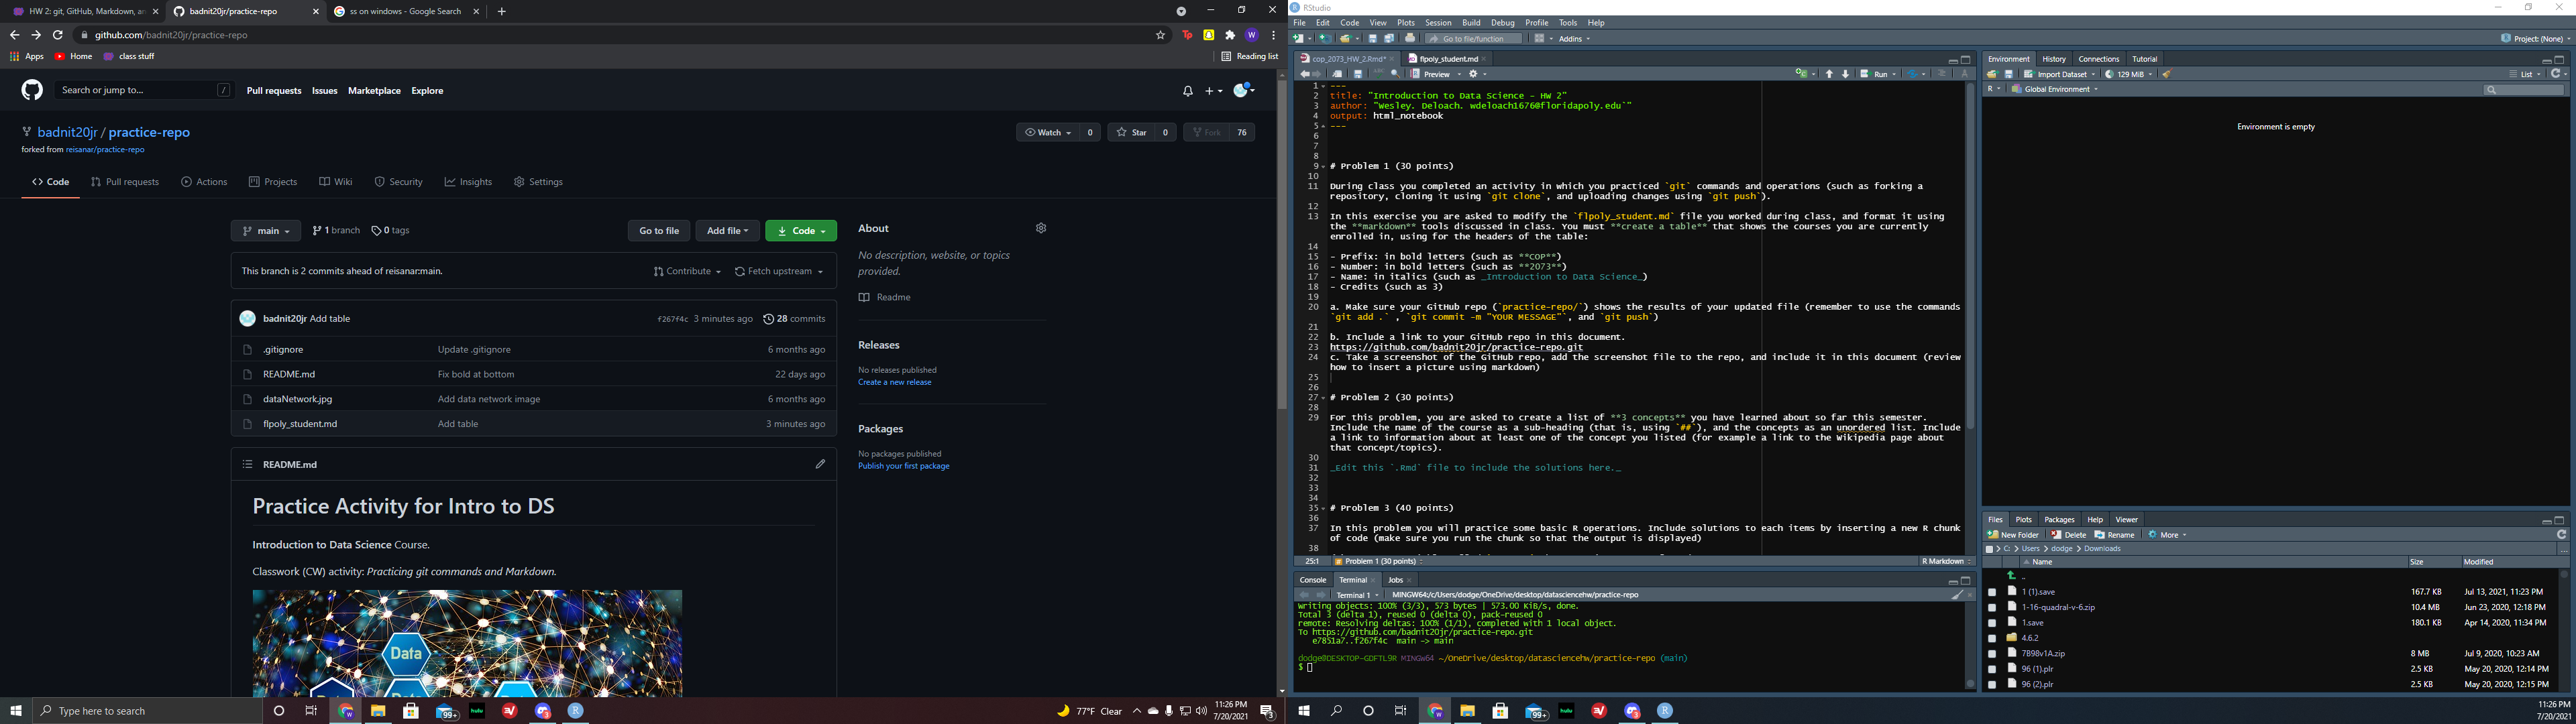 HW 2: git, GitHub, Markdown, an
badnit20jr/practice-repo
ss on windows - Google Search
github.com/badnit20jr/practice-repo
Apps
Home
class stuff
Reading list
Search or jump to...
/
Pull requests
Issues
Marketplace
Explore
badnit20jr / practice-repo
forked from reisanar/practice-repo
Watch
0
Star
0
Fork
76
Code
Pull requests
Actions
Projects
Wiki
Security
Insights
Settings
main
1 branch
0 tags
Go to file
Add file
Code
This branch is 2 commits ahead of reisanar:main.
Contribute
Fetch upstream
badnit20jr Add table
f267f4c 3 minutes ago
28 commits
.gitignore
Update .gitignore
6 months ago
README.md
Fix bold at bottom
22 days ago
dataNetwork.jpg
Add data network image
6 months ago
flpoly_student.md
Add table
3 minutes ago
README.md
Practice Activity for Intro to DS
Introduction to Data Science Course.
Classwork (CW) activity: Practicing git commands and Markdown.
Data
About
No description, website, or topics
provided.
Readme
Releases
No releases published
Create a new release
Packages
No packages published
Publish your first package
Type here to search
99+
hulu
77°F Clear
11:26 PM
7/20/2021
3
RStudio
File Edit Code View Plots Session Build Debug Profile Tools Help
Go to file/function
Addins
Project: (None)
cop_2073_HW_2.Rmd*
flpoly_student.md
Preview
Run
1 ---
2 title: "Introduction to Data Science - HW 2"
3 author: "Wesley. Deloach. wdeloach1676@floridapoly.edu`"
4 output: html_notebook
5 ---
6
7
8
9 # Problem 1 (30 points)
10
11 During class you completed an activity in which you practiced `git` commands and operations (such as forking a
repository, cloning it using `git clone`, and uploading changes using `git push`).
12
13 In this exercise you are asked to modify the `flpoly_student.md` file you worked during class, and format it using
the **markdown** tools discussed in class. You must **create a table** that shows the courses you are currently
enrolled in, using for the headers of the table:
14
15 - Prefix: in bold letters (such as **COP**)
16 - Number: in bold letters (such as **2073**)
17 - Name: in italics (such as _Introduction to Data Science_)
18 - Credits (such as 3)
19
20 a. Make sure your GitHub repo (`practice-repo/`) shows the results of your updated file (remember to use the commands
`git add .` , `git commit -m "YOUR MESSAGE"`, and `git push`)
21
22 b. Include a link to your GitHub repo in this document.
23 https://github.com/badnit20jr/practice-repo.git
24 c. Take a screenshot of the GitHub repo, add the screenshot file to the repo, and include it in this document (review
how to insert a picture using markdown)
25
26
27 # Problem 2 (30 points)
28
29 For this problem, you are asked to create a list of **3 concepts** you have learned about so far this semester.
Include the name of the course as a sub-heading (that is, using `##`), and the concepts as an unordered list. Include
a link to information about at least one of the concept you listed (for example a link to the Wikipedia page about
that concept/topics).
30
31 _Edit this `.Rmd` file to include the solutions here._
32
33
34
35 # Problem 3 (40 points)
36
37 In this problem you will practice some basic R operations. Include solutions to each items by inserting a new R chunk
of code (make sure you run the chunk so that the output is displayed)
38
25:1
Problem 1 (30 points)
R Markdown
Console
Terminal
Jobs
Terminal 1
MINGW64:/c/Users/dodge/OneDrive/desktop/datasciencehw/practice-repo
Writing objects: 100% (3/3), 573 bytes | 573.00 KiB/s, done.
Total 3 (delta 1), reused 0 (delta 0), pack-reused 0
remote: Resolving deltas: 100% (1/1), completed with 1 local object.
To https://github.com/badnit20jr/practice-repo.git
e7851a7..f267f4c main -> main
dodge@DESKTOP-GDFTL9R MINGW64 ~/OneDrive/desktop/datasciencehw/practice-repo (main)
$
Environment
History
Connections
Tutorial
Import Dataset
129 MiB
List
R
Global Environment
Environment is empty
Files
Plots
Packages
Help
Viewer
New Folder
Delete
Rename
More
C: > Users > dodge > Downloads
Name
Size
Modified
..
1 (1).save
167.7 KB
Jul 13, 2021, 11:23 PM
1-16-quadral-v-6.zip
10.4 MB
Jun 23, 2020, 12:18 PM
1.save
180.1 KB
Apr 14, 2020, 11:34 PM
4.6.2
7B98v1A.zip
8 MB
Jul 9, 2020, 10:23 AM
96 (1).plr
2.5 KB
May 20, 2020, 12:14 PM
96 (2).plr
2.5 KB
May 20, 2020, 12:15 PM
99+
hulu
11:26 PM
7/20/2021